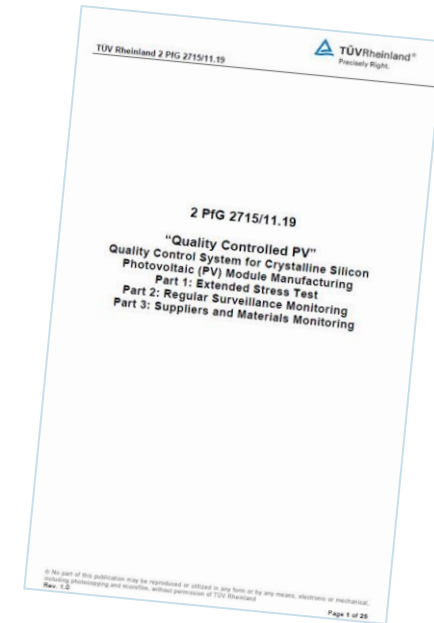 TÜV Rheinland 2 PfG 2715/11.19
TÜVRheinland®
Precisely Right.
2 PfG 2715/11.19
"Quality Controlled PV"
Quality Control System for Crystalline Silicon
Photovoltaic (PV) Module Manufacturing
Part 1: Extended Stress Test
Part 2: Regular Surveillance Monitoring
Part 3: Suppliers and Materials Monitoring
® No part of this publication may be reproduced or utilized in any form or by any means, electronic or mechanical,
including photocopying and microfilm, without permission of TÜV Rheinland
Rev. 1.0
Page 1 of 25